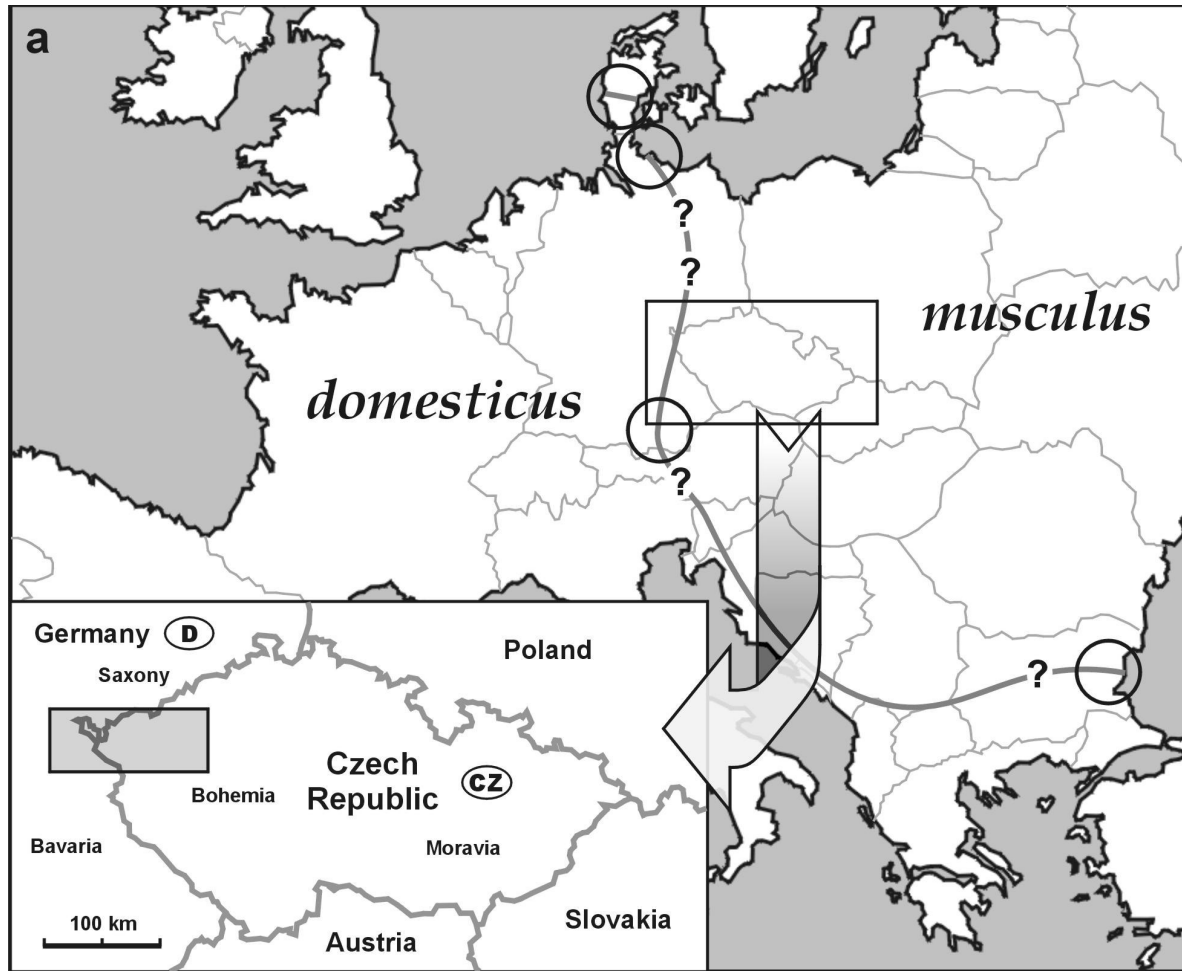 a
?
?
musculus
domesticus
?
?
Germany D
Poland
Saxony
Czech
Republic CZ
Bohemia
Bavaria
Moravia
100 km
Slovakia
Austria